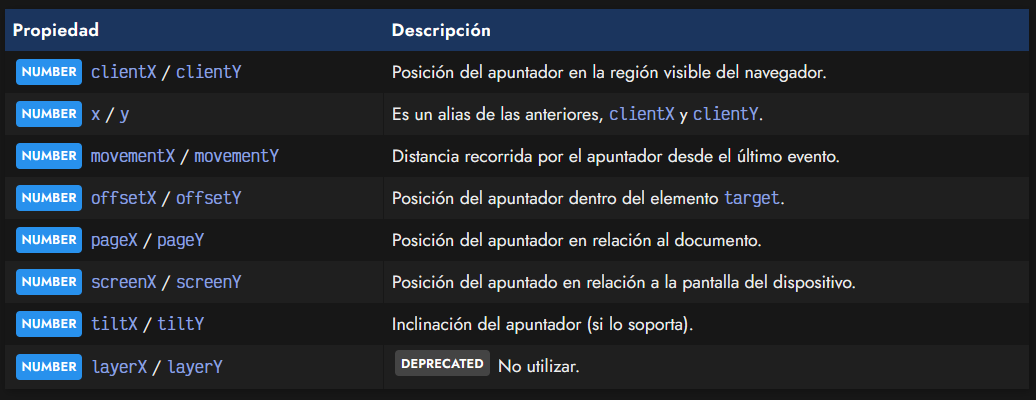 Propiedad Descripción
NUMBER clientX / clientY Posición del apuntador en la región visible del navegador.
NUMBER x / y Es un alias de las anteriores, clientX y clientY.
NUMBER movementX / movementY Distancia recorrida por el apuntador desde el último evento.
NUMBER offsetX / offsetY Posición del apuntador dentro del elemento target.
NUMBER pageX / pageY Posición del apuntador en relación al documento.
NUMBER screenX / screenY Posición del apuntado en relación a la pantalla del dispositivo.
NUMBER tiltX / tiltY Inclinación del apuntador (si lo soporta).
NUMBER layerX / layerY DEPRECATED No utilizar.